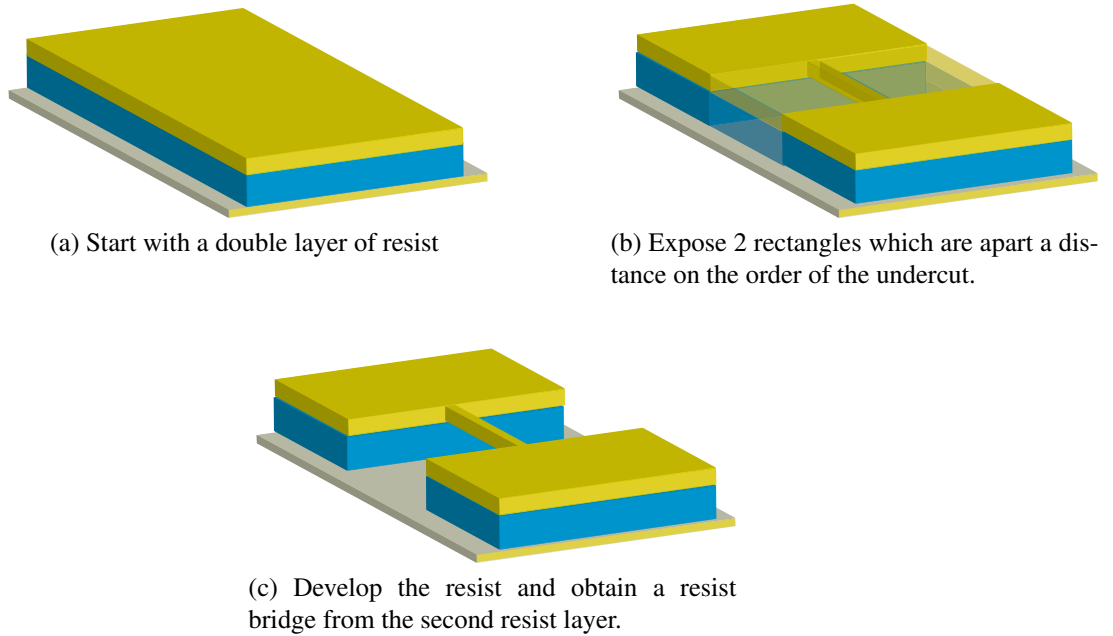 (a) Start with a double layer of resist
(b) Expose 2 rectangles which are apart a dis-
tance on the order of the undercut.
(c) Develop the resist and obtain a resist
bridge from the second resist layer.